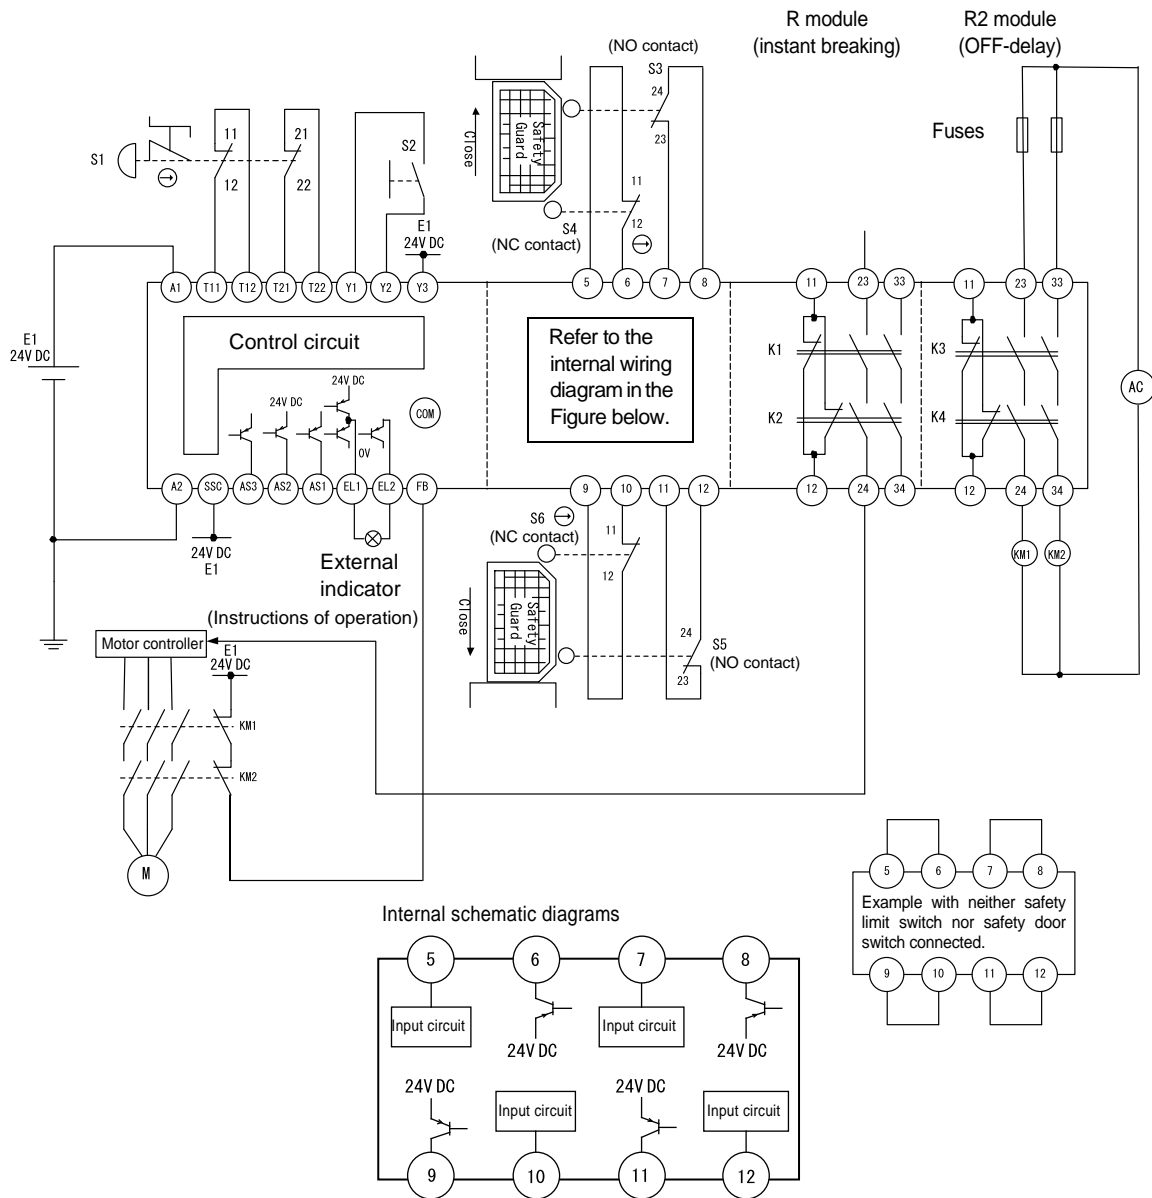 R module
(instant breaking)
R2 module
(OFF-delay)
(NO contact)
S3
24
23
Fuses
Safety
Guard
Close
S1
11
12
21
22
S2
E1
24V DC
11
12
S4
(NC contact)
A1
T11
T12
T21
T22
Y1
Y2
Y3
5
6
7
8
11
23
33
11
23
33
E1
24V DC
Control circuit
Refer to the
internal wiring
diagram in the
Figure below.
K1
K2
K3
K4
AC
24V DC
24V DC
0V
COM
A2
SSC
AS3
AS2
AS1
EL1
EL2
FB
9
10
11
12
12
24
34
12
24
34
24V DC
E1
External
indicator
S6
(NC contact)
11
12
KM1
KM2
Safety
Guard
Close
24
23
S5
(NO contact)
(Instructions of operation)
Motor controller
E1
24V DC
KM1
KM2
M
5
6
7
8
Example with neither safety
limit switch nor safety door
switch connected.
9
10
11
12
Internal schematic diagrams
5
6
7
8
Input circuit
24V DC
Input circuit
24V DC
24V DC
Input circuit
24V DC
Input circuit
9
10
11
12